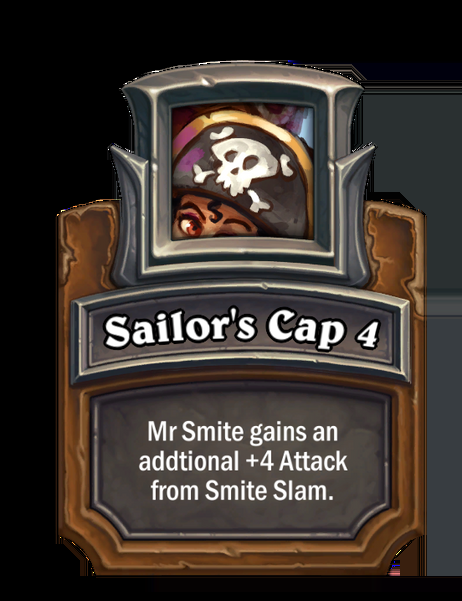 Sailor's Cap 4
Mr Smite gains an
addtional +4 Attack
from Smite Slam.